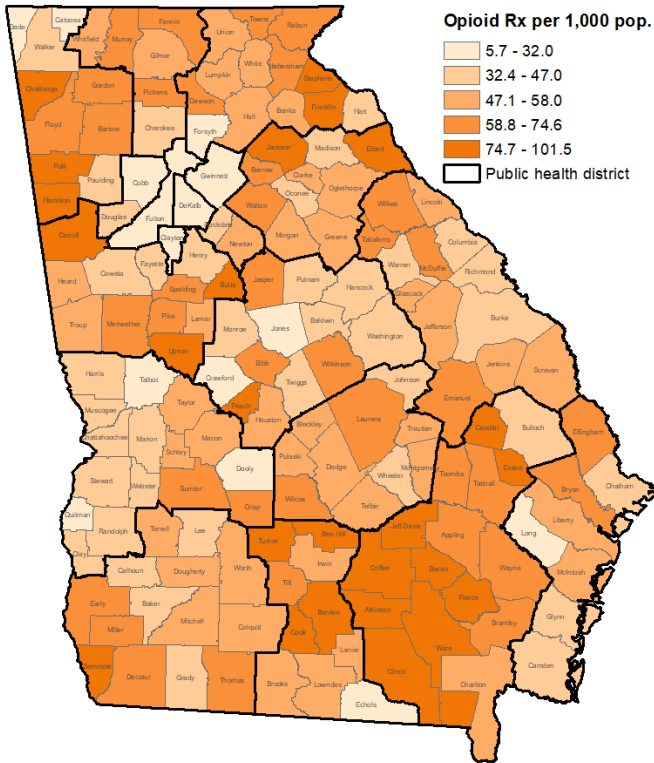 Opioid Rx per 1,000 pop.
5.7 - 32.0
32.4 - 47.0
47.1 - 58.0
58.8 - 74.6
74.7 - 101.5
Public health district
Dade
Catoosa
Walker
Whitfield
Murray
Fannin
Gilmer
Union
Towns
Rabun
White
Habersham
Lumpkin
Stephens
Chattooga
Gordon
Pickens
Dawson
Hall
Banks
Franklin
Hart
Floyd
Bartow
Cherokee
Forsyth
Jackson
Madison
Elbert
Polk
Paulding
Cobb
Gwinnett
Barrow
Clarke
Oconee
Oglethorpe
Haralson
Douglas
Fulton
DeKalb
Rockdale
Walton
Wilkes
Lincoln
Carroll
Clayton
Newton
Morgan
Greene
Taliaferro
Columbia
Heard
Coweta
Fayette
Henry
Butts
Jasper
Putnam
Hancock
Warren
McDuffie
Richmond
Glascock
Troup
Meriwether
Spalding
Pike
Lamar
Monroe
Jones
Baldwin
Washington
Jefferson
Burke
Upson
Harris
Talbot
Crawford
Bibb
Wilkinson
Twiggs
Johnson
Jenkins
Screven
Muscogee
Taylor
Peach
Houston
Bleckley
Laurens
Emanuel
Candler
Bulloch
Effingham
Chattahoochee
Marion
Macon
Schley
Pulaski
Dodge
Treutlen
Montgomery
Wheeler
Toombs
Evans
Tattnall
Bryan
Chatham
Stewart
Webster
Sumter
Dooly
Crisp
Wilcox
Telfair
Quitman
Randolph
Terrell
Lee
Turner
Ben Hill
Jeff Davis
Appling
Long
Liberty
Clay
Calhoun
Dougherty
Worth
Irwin
Tift
Coffee
Bacon
Wayne
McIntosh
Early
Baker
Mitchell
Colquitt
Cook
Berrien
Atkinson
Pierce
Brantley
Glynn
Miller
Seminole
Decatur
Grady
Thomas
Brooks
Lowndes
Lanier
Echols
Clinch
Ware
Charlton
Camden